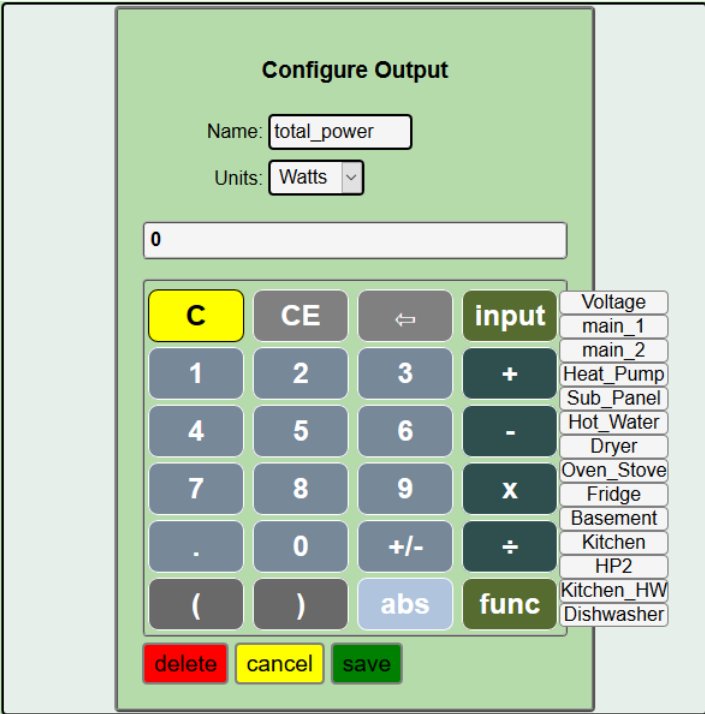 Configure Output
Name: total_power
Units: Watts
0
C CE ⇦ input
1 2 3 +
4 5 6 -
7 8 9 x
. 0 +/- ÷
( ) abs func
Voltage
main_1
main_2
Heat_Pump
Sub_Panel
Hot_Water
Dryer
Oven_Stove
Fridge
Basement
Kitchen
HP2
Kitchen_HW
Dishwasher
delete cancel save